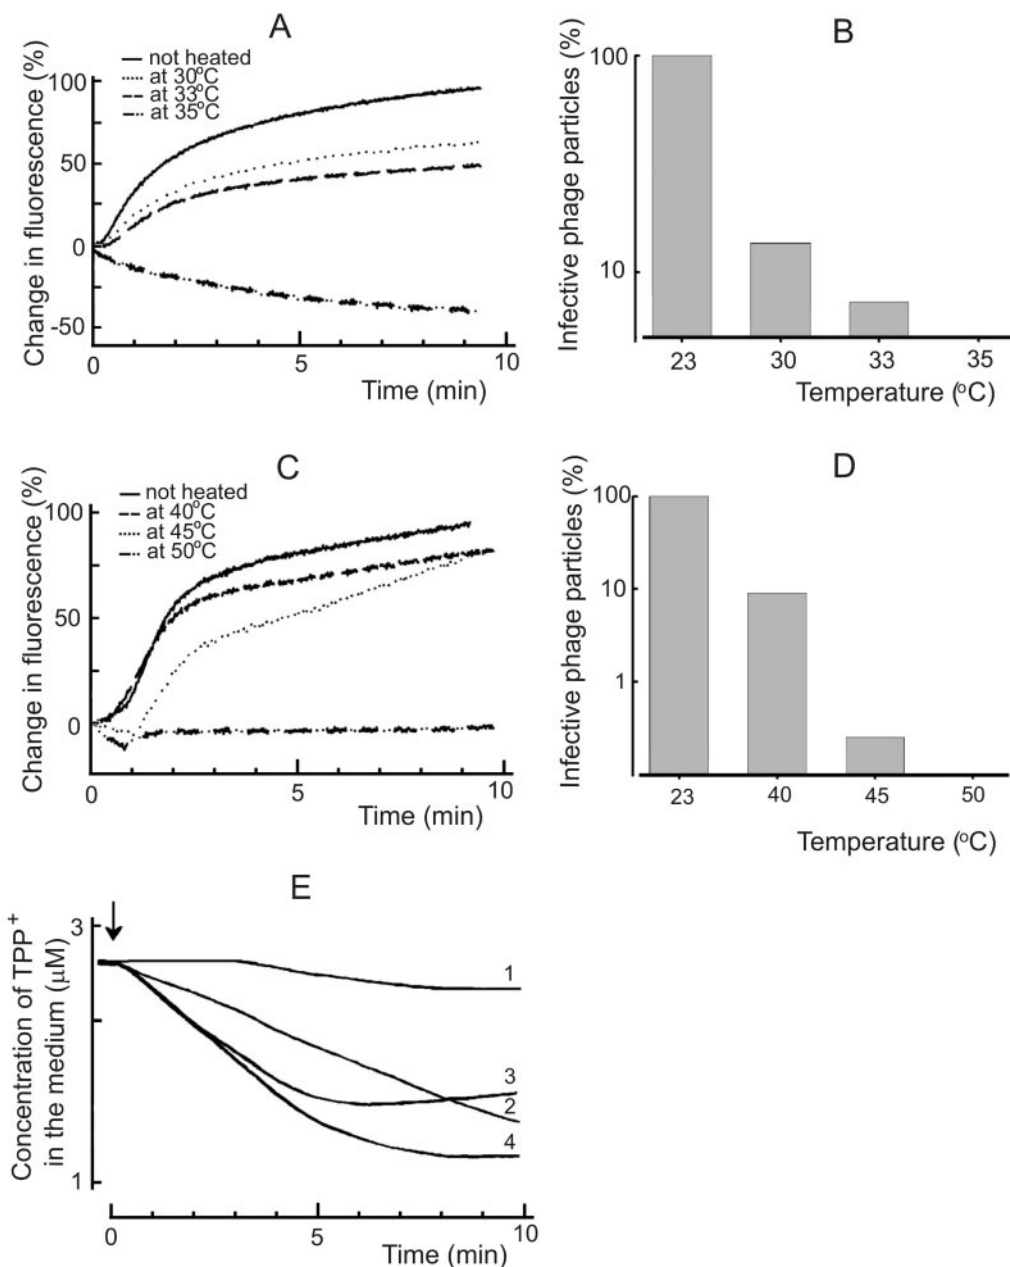 A
Change in fluorescence (%)
not heated
at 30°C
at 33°C
at 35°C
100
50
0
-50
0
5
10
Time (min)
B
Infective phage particles (%)
100
10
23
30
33
35
Temperature (°C)
C
Change in fluorescence (%)
not heated
at 40°C
at 45°C
at 50°C
100
50
0
0
5
10
Time (min)
D
Infective phage particles (%)
100
10
1
23
40
45
50
Temperature (°C)
E
Concentration of TPP⁺
in the medium (μM)
3
1
1
3
2
4
0
5
10
Time (min)